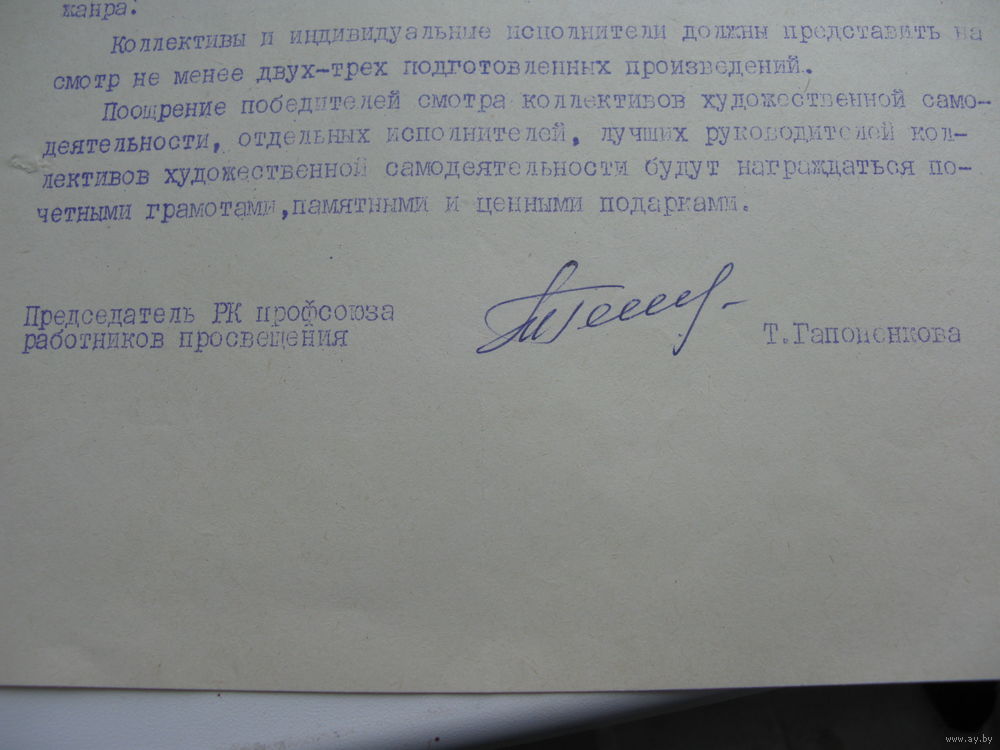 жанра.
Коллективы и индивидуальные исполнители должны представить на
смотр не менее двух-трех подготовленных произведений.
Поощрение победителей смотра коллективов художественной само-
деятельности, отдельных исполнителей, лучших руководителей кол-
лективов художественной самодеятельности будут награждаться по-
четными грамотами,памятными и ценными подарками.
Председатель РК профсоюза
работников просвещения
Т.Гапоненкова
www.ay.by